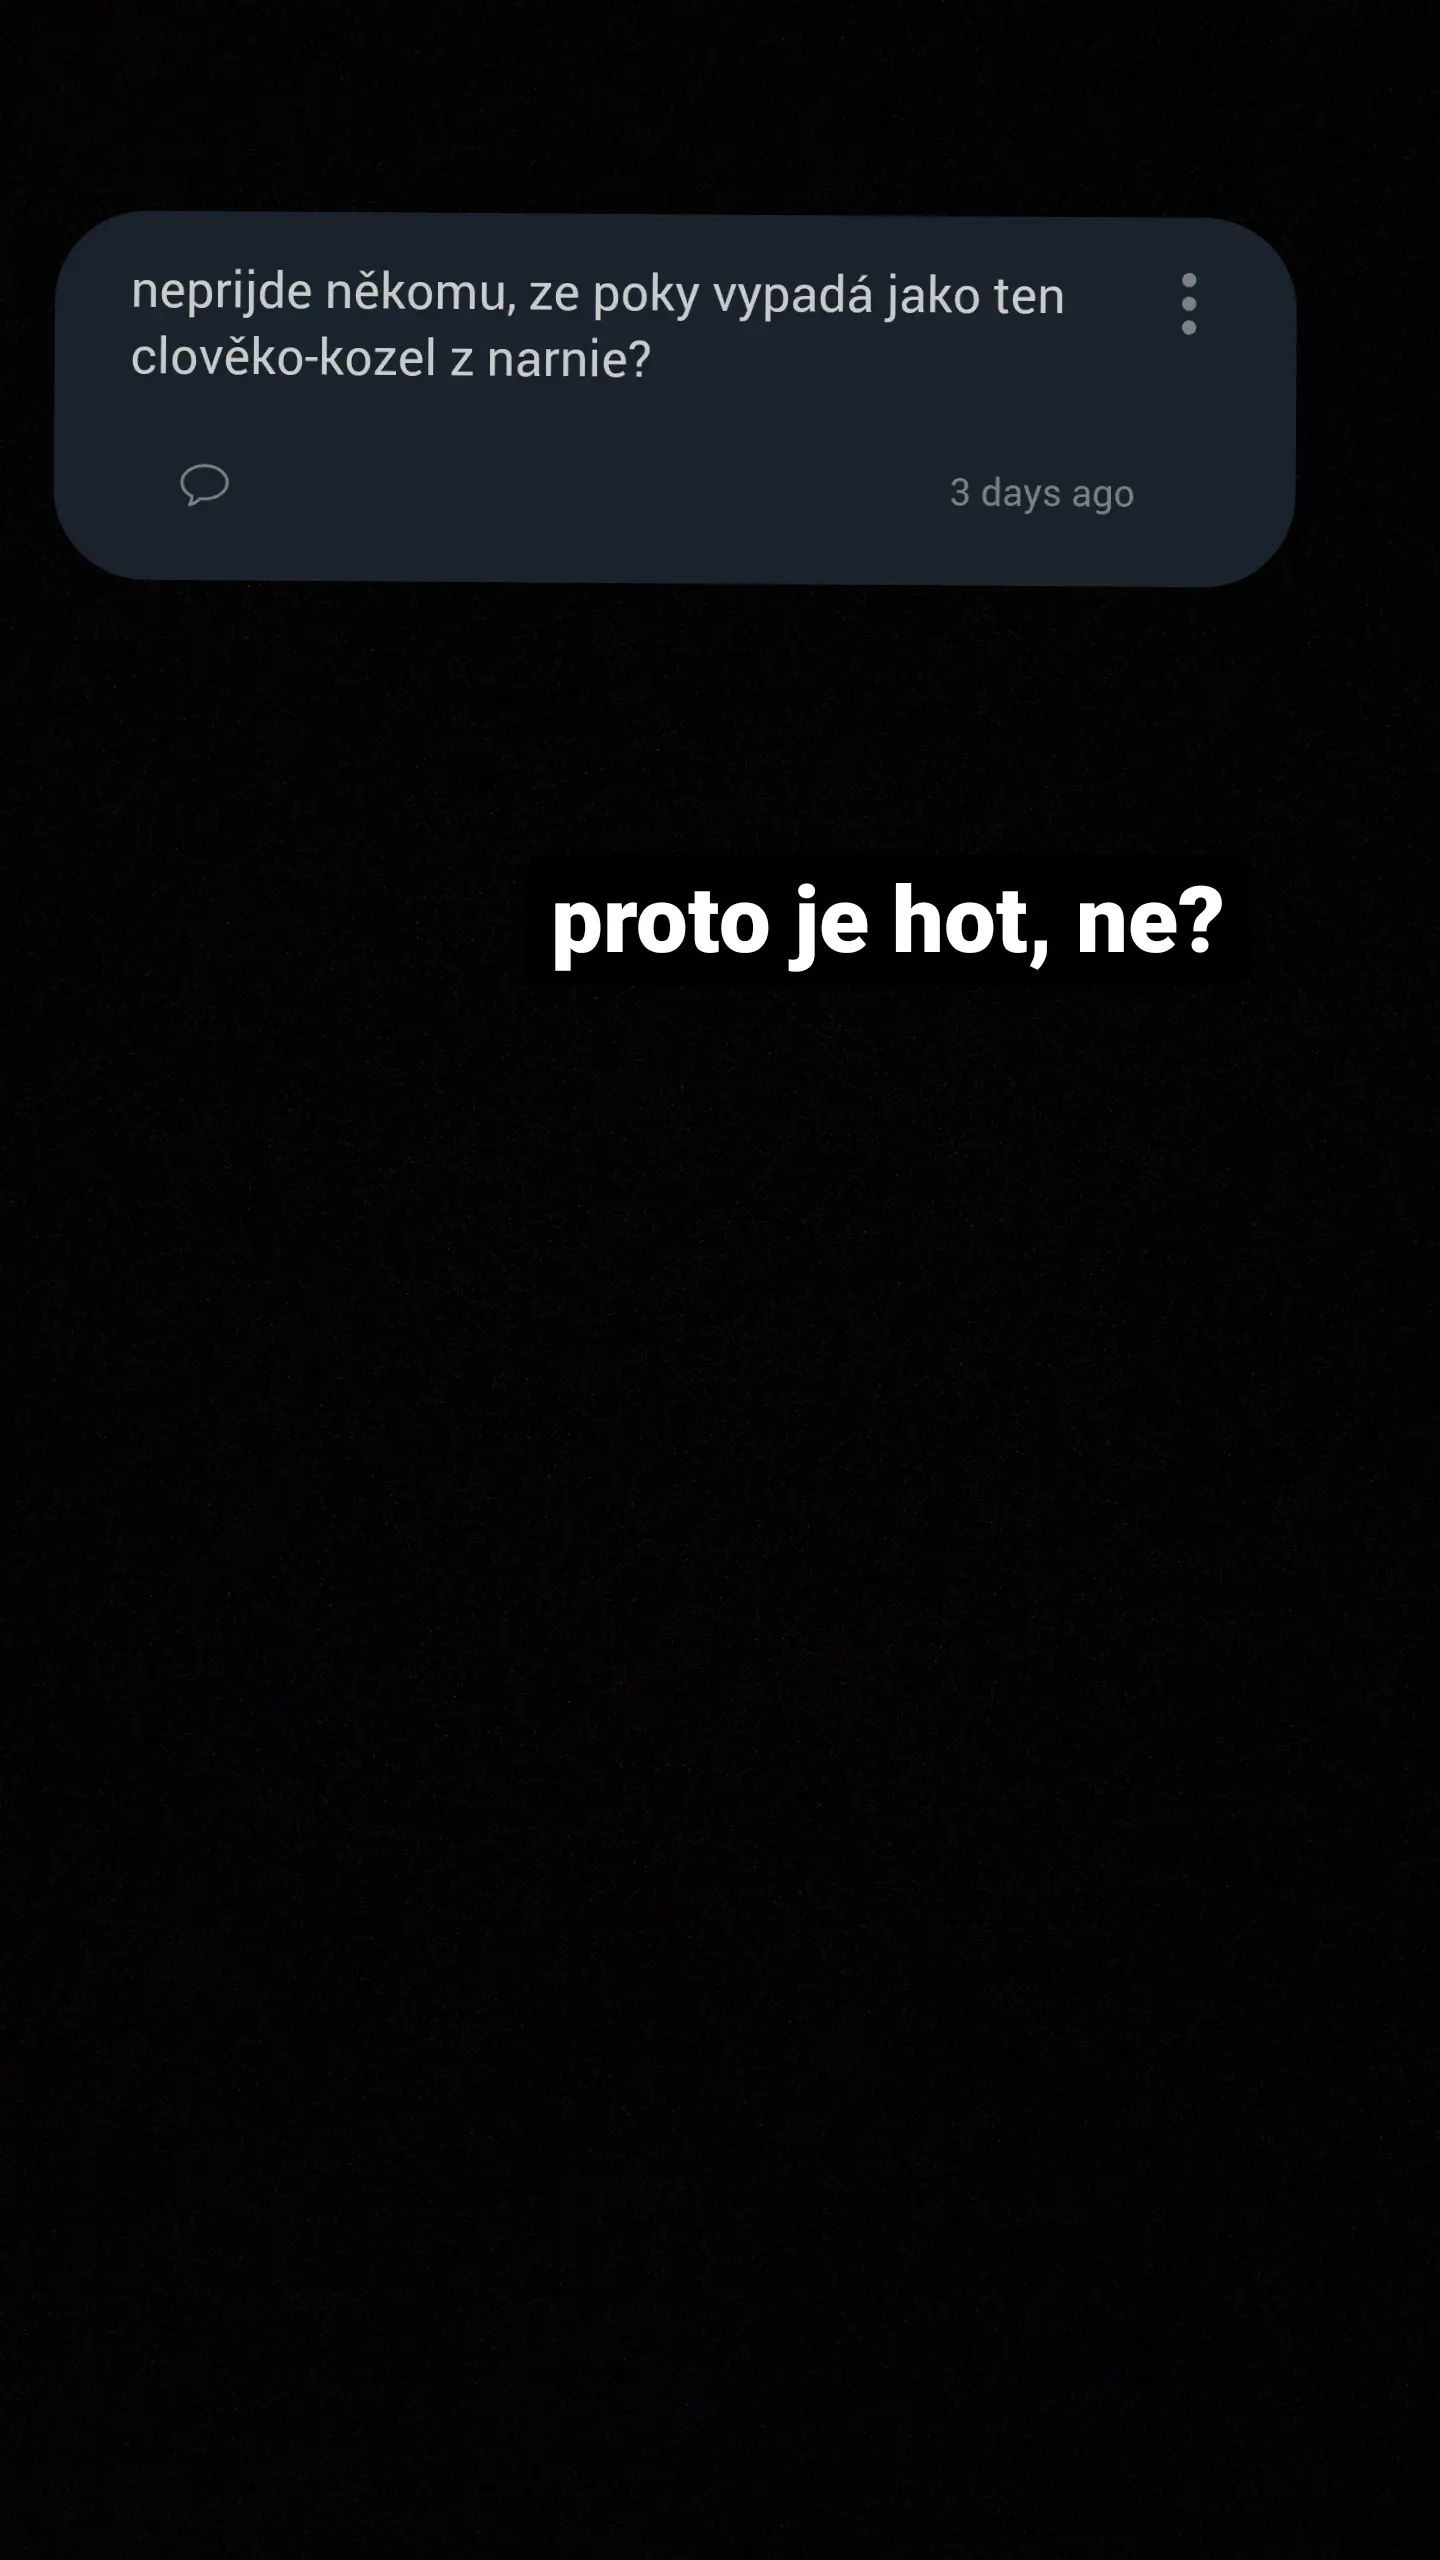 neprijde někomu, ze poky vypadá jako ten
clověko-kozel z narnie?
3 days ago
proto je hot, ne?